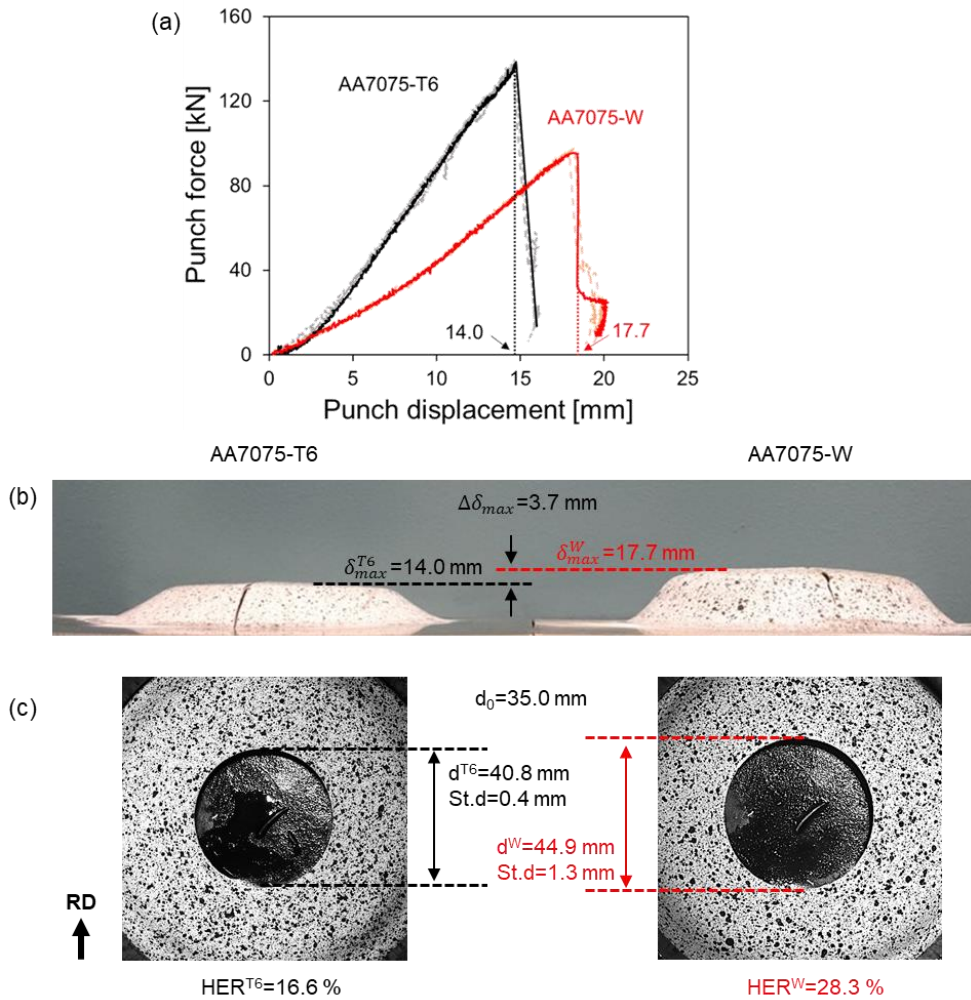 (a)
160
120
80
40
0
Punch force [kN]
AA7075-T6
AA7075-W
14.0
17.7
0 5 10 15 20 25
Punch displacement [mm]
AA7075-T6 AA7075-W
(b)
Δδmax=3.7 mm
δᵀ⁶max=14.0 mm
δᵂmax=17.7 mm
(c)
d₀=35.0 mm
dᵀ⁶=40.8 mm
St.d=0.4 mm
dᵂ=44.9 mm
St.d=1.3 mm
RD
HERᵀ⁶=16.6 %
HERᵂ=28.3 %